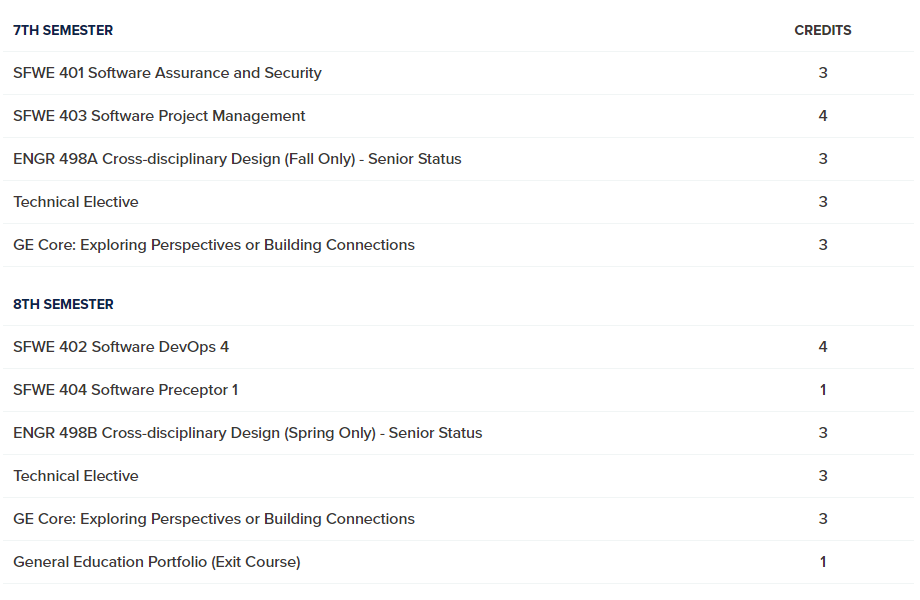 7TH SEMESTER CREDITS
SFWE 401 Software Assurance and Security 3
SFWE 403 Software Project Management 4
ENGR 498A Cross-disciplinary Design (Fall Only) - Senior Status 3
Technical Elective 3
GE Core: Exploring Perspectives or Building Connections 3
8TH SEMESTER
SFWE 402 Software DevOps 4 4
SFWE 404 Software Preceptor 1 1
ENGR 498B Cross-disciplinary Design (Spring Only) - Senior Status 3
Technical Elective 3
GE Core: Exploring Perspectives or Building Connections 3
General Education Portfolio (Exit Course) 1